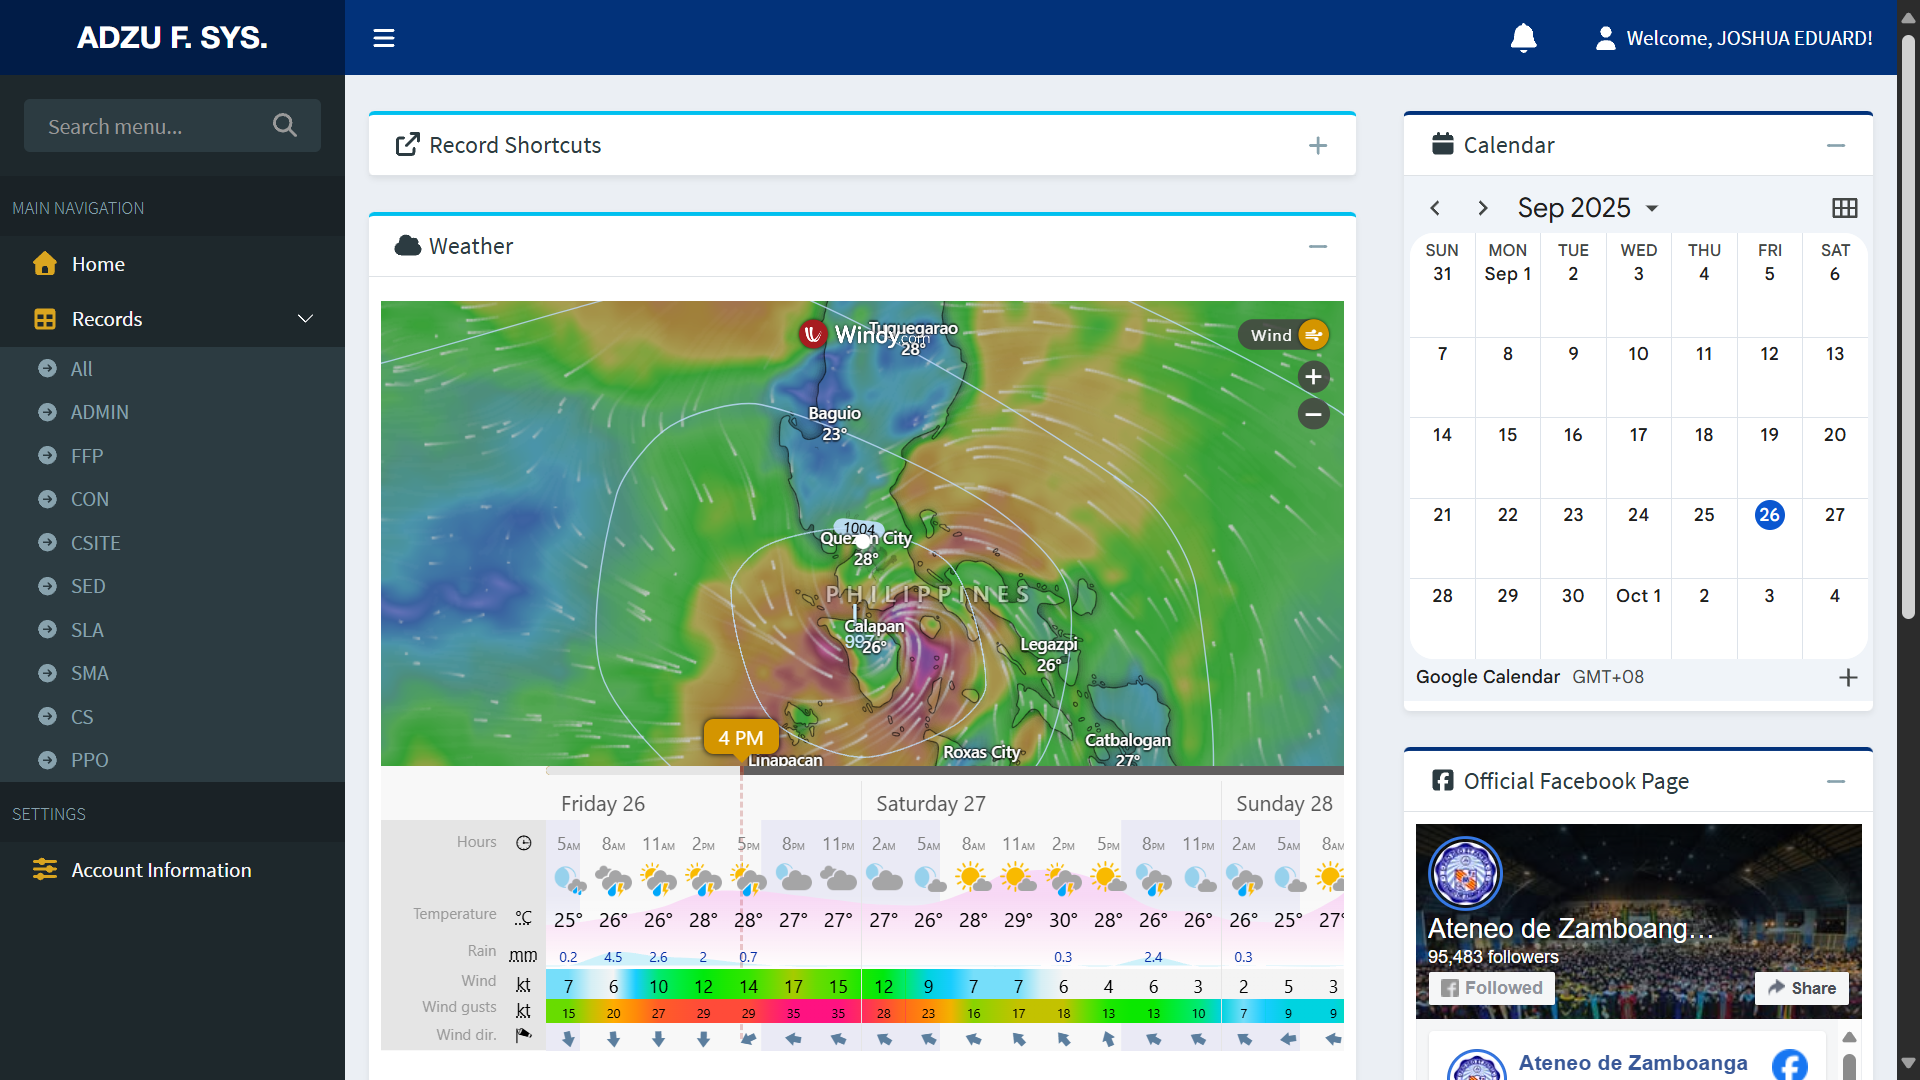 ADZU F. SYS.
Welcome, JOSHUA EDUARD!
Search menu...
MAIN NAVIGATION
Home
Records
All
ADMIN
FFP
CON
CSITE
SED
SLA
SMA
CS
PPO
SETTINGS
Account Information
Record Shortcuts
Weather
Windy.com
Tuguegarao
28°
Wind
Baguio
23°
1004
Quezon City
28°
PHILIPPINES
L
Calapan
997
26°
Legazpi
26°
Roxas City
Catbalogan
27°
Linapacan
4 PM
Friday 26 Saturday 27 Sunday 28
Hours 5AM 8AM 11AM 2PM 5PM 8PM 11PM 2AM 5AM 8AM 11AM 2PM 5PM 8PM 11PM 2AM 5AM 8AM
Temperature °C 25° 26° 26° 28° 28° 27° 27° 27° 26° 28° 29° 30° 28° 26° 26° 26° 25° 27°
Rain mm 0.2 4.5 2.6 2 0.7 0.3 2.4 0.3
Wind kt 7 6 10 12 14 17 15 12 9 7 7 6 4 6 3 2 5 3
Wind gusts kt 15 20 27 29 29 35 35 28 23 16 17 18 13 13 10 7 9 9
Wind dir.
Calendar
Sep 2025
SUN MON TUE WED THU FRI SAT
31 Sep 1 2 3 4 5 6
7 8 9 10 11 12 13
14 15 16 17 18 19 20
21 22 23 24 25 26 27
28 29 30 Oct 1 2 3 4
Google Calendar GMT+08
Official Facebook Page
Ateneo de Zamboang...
95,483 followers
Followed
Share
Ateneo de Zamboanga